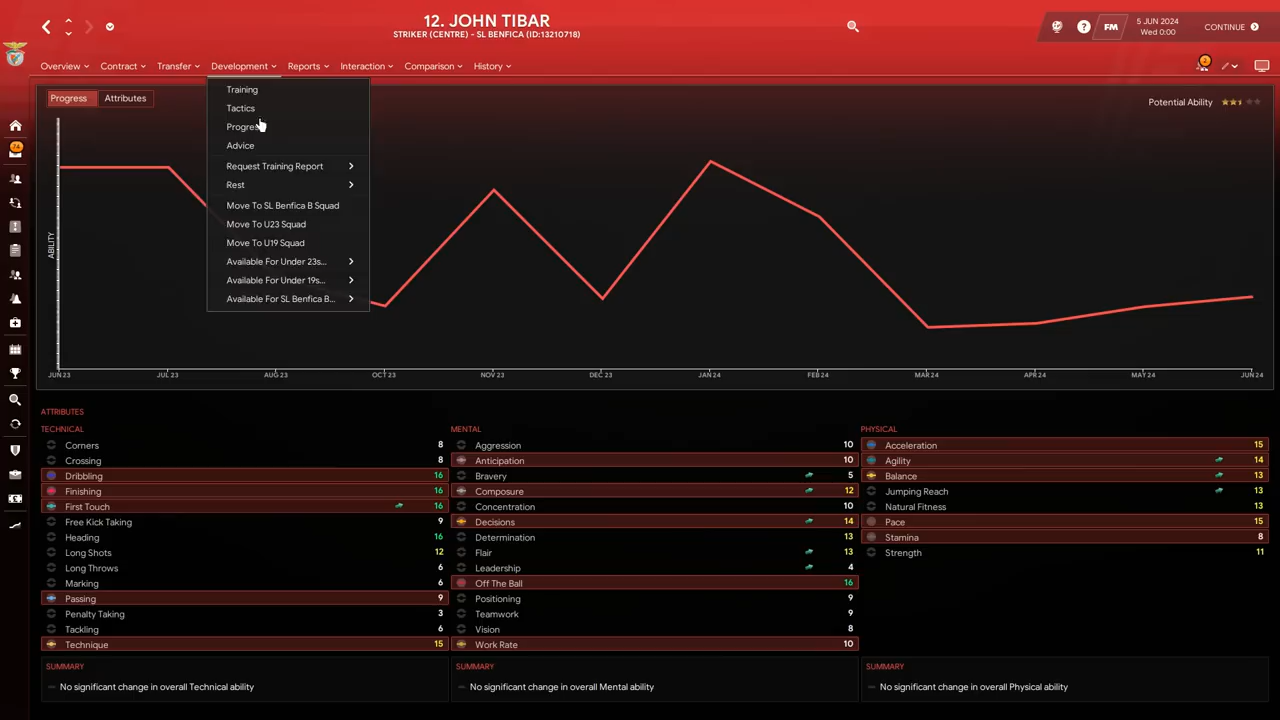 12. JOHN TIBAR
STRIKER (CENTRE) - SL BENFICA (ID:13210718)
FM
5 JUN 2024
Wed 0:00
CONTINUE
Overview
Contract
Transfer
Development
Reports
Interaction
Comparison
History
2
Progress
Attributes
Potential Ability
Training
Tactics
Progress
Advice
Request Training Report
Rest
Move To SL Benfica B Squad
Move To U23 Squad
Move To U19 Squad
Available For Under 23s...
Available For Under 19s...
Available For SL Benfica B...
74
ABILITY
JUN 23
JUL 23
AUG 23
OCT 23
NOV 23
DEC 23
JAN 24
FEB 24
MAR 24
APR 24
MAY 24
JUN 24
ATTRIBUTES
TECHNICAL
Corners 8
Crossing 8
Dribbling 16
Finishing 16
First Touch 16
Free Kick Taking 9
Heading 16
Long Shots 12
Long Throws 6
Marking 6
Passing 9
Penalty Taking 3
Tackling 6
Technique 15
MENTAL
Aggression 10
Anticipation 10
Bravery 5
Composure 12
Concentration 10
Decisions 14
Determination 13
Flair 13
Leadership 4
Off The Ball 16
Positioning 9
Teamwork 9
Vision 8
Work Rate 10
PHYSICAL
Acceleration 15
Agility 14
Balance 13
Jumping Reach 13
Natural Fitness 13
Pace 15
Stamina 8
Strength 11
SUMMARY
No significant change in overall Technical ability
SUMMARY
No significant change in overall Mental ability
SUMMARY
No significant change in overall Physical ability